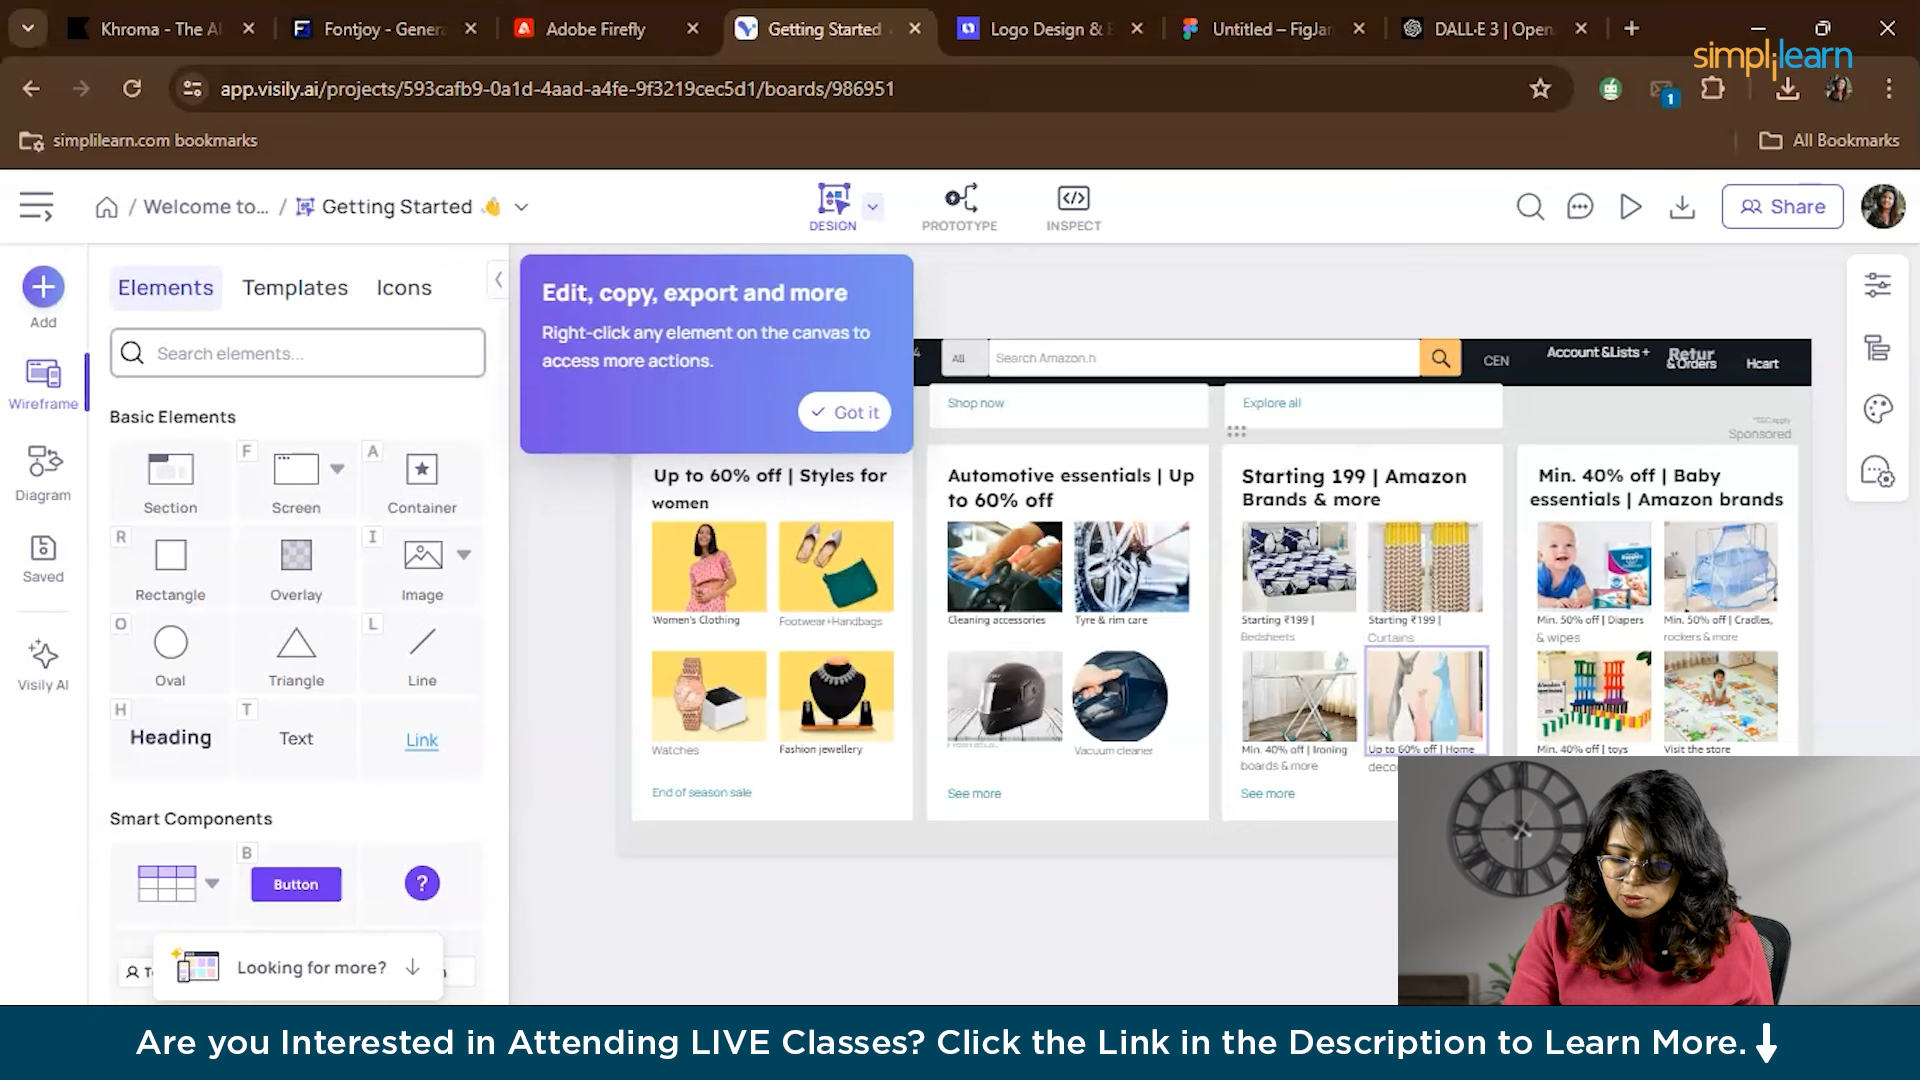 Khroma - The AI
Fontjoy - Genera
Adobe Firefly
Getting Started
Logo Design &
Untitled – FigJam
DALL·E 3 | Open
simplilearn
app.visily.ai/projects/593cafb9-0a1d-4aad-a4fe-9f3219cec5d1/boards/986951
1
simplilearn.com bookmarks
All Bookmarks
/ Welcome to... / Getting Started
DESIGN
PROTOTYPE
INSPECT
Share
Add
Wireframe
Diagram
Saved
Visily AI
Elements Templates Icons
Search elements...
Basic Elements
Section
F
Screen
A
Container
R
Rectangle
Overlay
I
Image
O
Oval
Triangle
L
Line
H
Heading
T
Text
Link
Smart Components
B
Button
?
Looking for more?
Edit, copy, export and more
Right-click any element on the canvas to
access more actions.
Got it
4
All
Search Amazon.h
CEN
Account &Lists +
Retur
&Orders
Hcart
Shop now
Explore all
Sponsored
Up to 60% off | Styles for
women
Women's Clothing
Footwear+Handbags
Watches
Fashion jewellery
End of season sale
Automotive essentials | Up
to 60% off
Cleaning accessories
Tyre & rim care
Vacuum cleaner
See more
Starting 199 | Amazon
Brands & more
Starting ₹199 |
Bedsheets
Starting ₹199 |
Curtains
Min. 40% off | Ironing
boards & more
Up to 60% off | Home
deco
See more
Min. 40% off | Baby
essentials | Amazon brands
Min. 50% off | Diapers
& wipes
Min. 50% off | Cradles,
rockers & more
Min. 40% off | toys
Visit the store
Are you Interested in Attending LIVE Classes? Click the Link in the Description to Learn More.